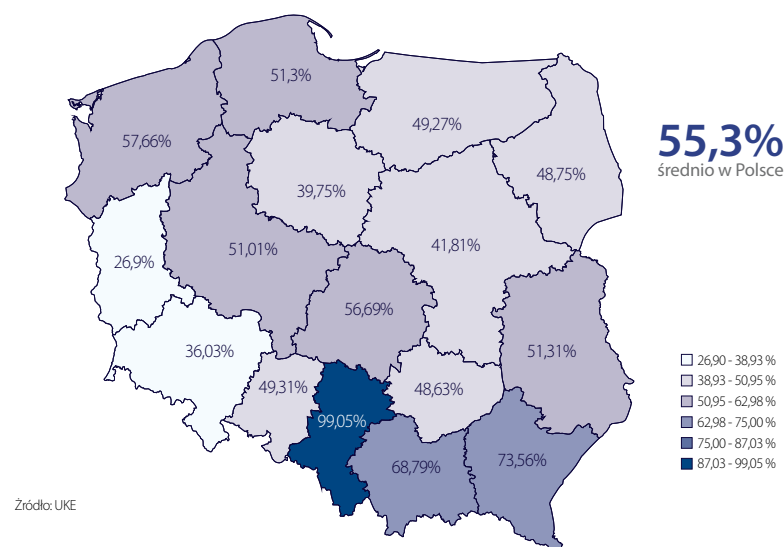 51,3%
49,27%
57,66%
48,75%
39,75%
55,3%
średnio w Polsce
26,9%
51,01%
41,81%
56,69%
36,03%
51,31%
49,31%
48,63%
99,05%
68,79%
73,56%
26,90 - 38,93 %
38,93 - 50,95 %
50,95 - 62,98 %
62,98 - 75,00 %
75,00 - 87,03 %
87,03 - 99,05 %
Źródło: UKE